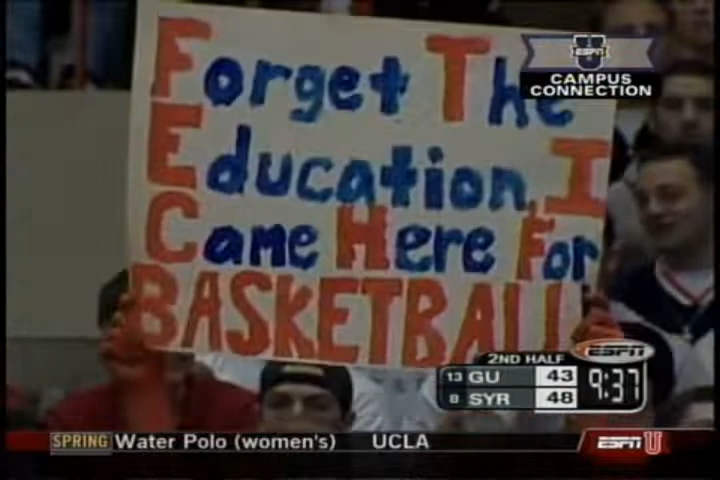 Forget The
Education, I
Came Here For
BASKETBALL
U
ESPN
CAMPUS
CONNECTION
2ND HALF
ESPN
13 GU 43
8 SYR 48
9:37
SPRING Water Polo (women's) UCLA
ESPN U